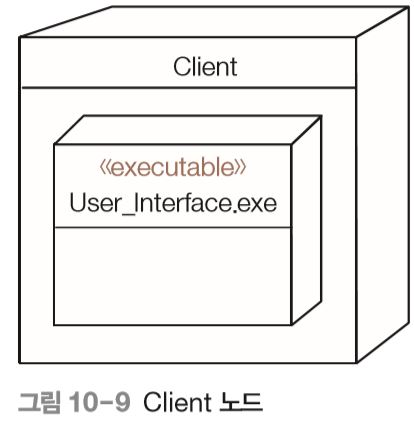 Client
《executable》
User_Interface.exe
그림 10-9 Client 노드